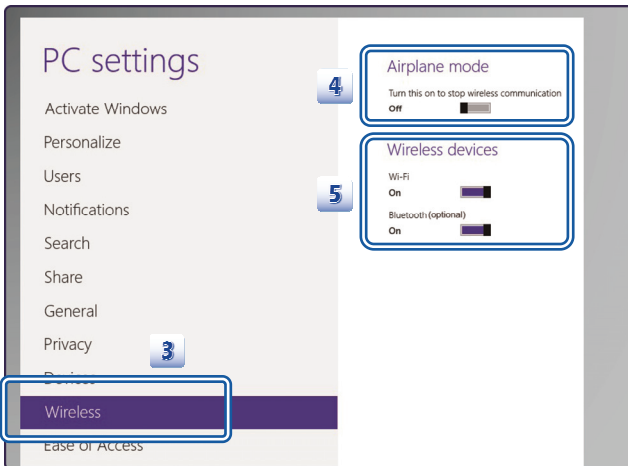 PC settings
Activate Windows
Personalize
Users
Notifications
Search
Share
General
Privacy
3
Devices
Wireless
Ease of Access
4
Airplane mode
Turn this on to stop wireless communication
Off
5
Wireless devices
Wi-Fi
On
Bluetooth (optional)
On